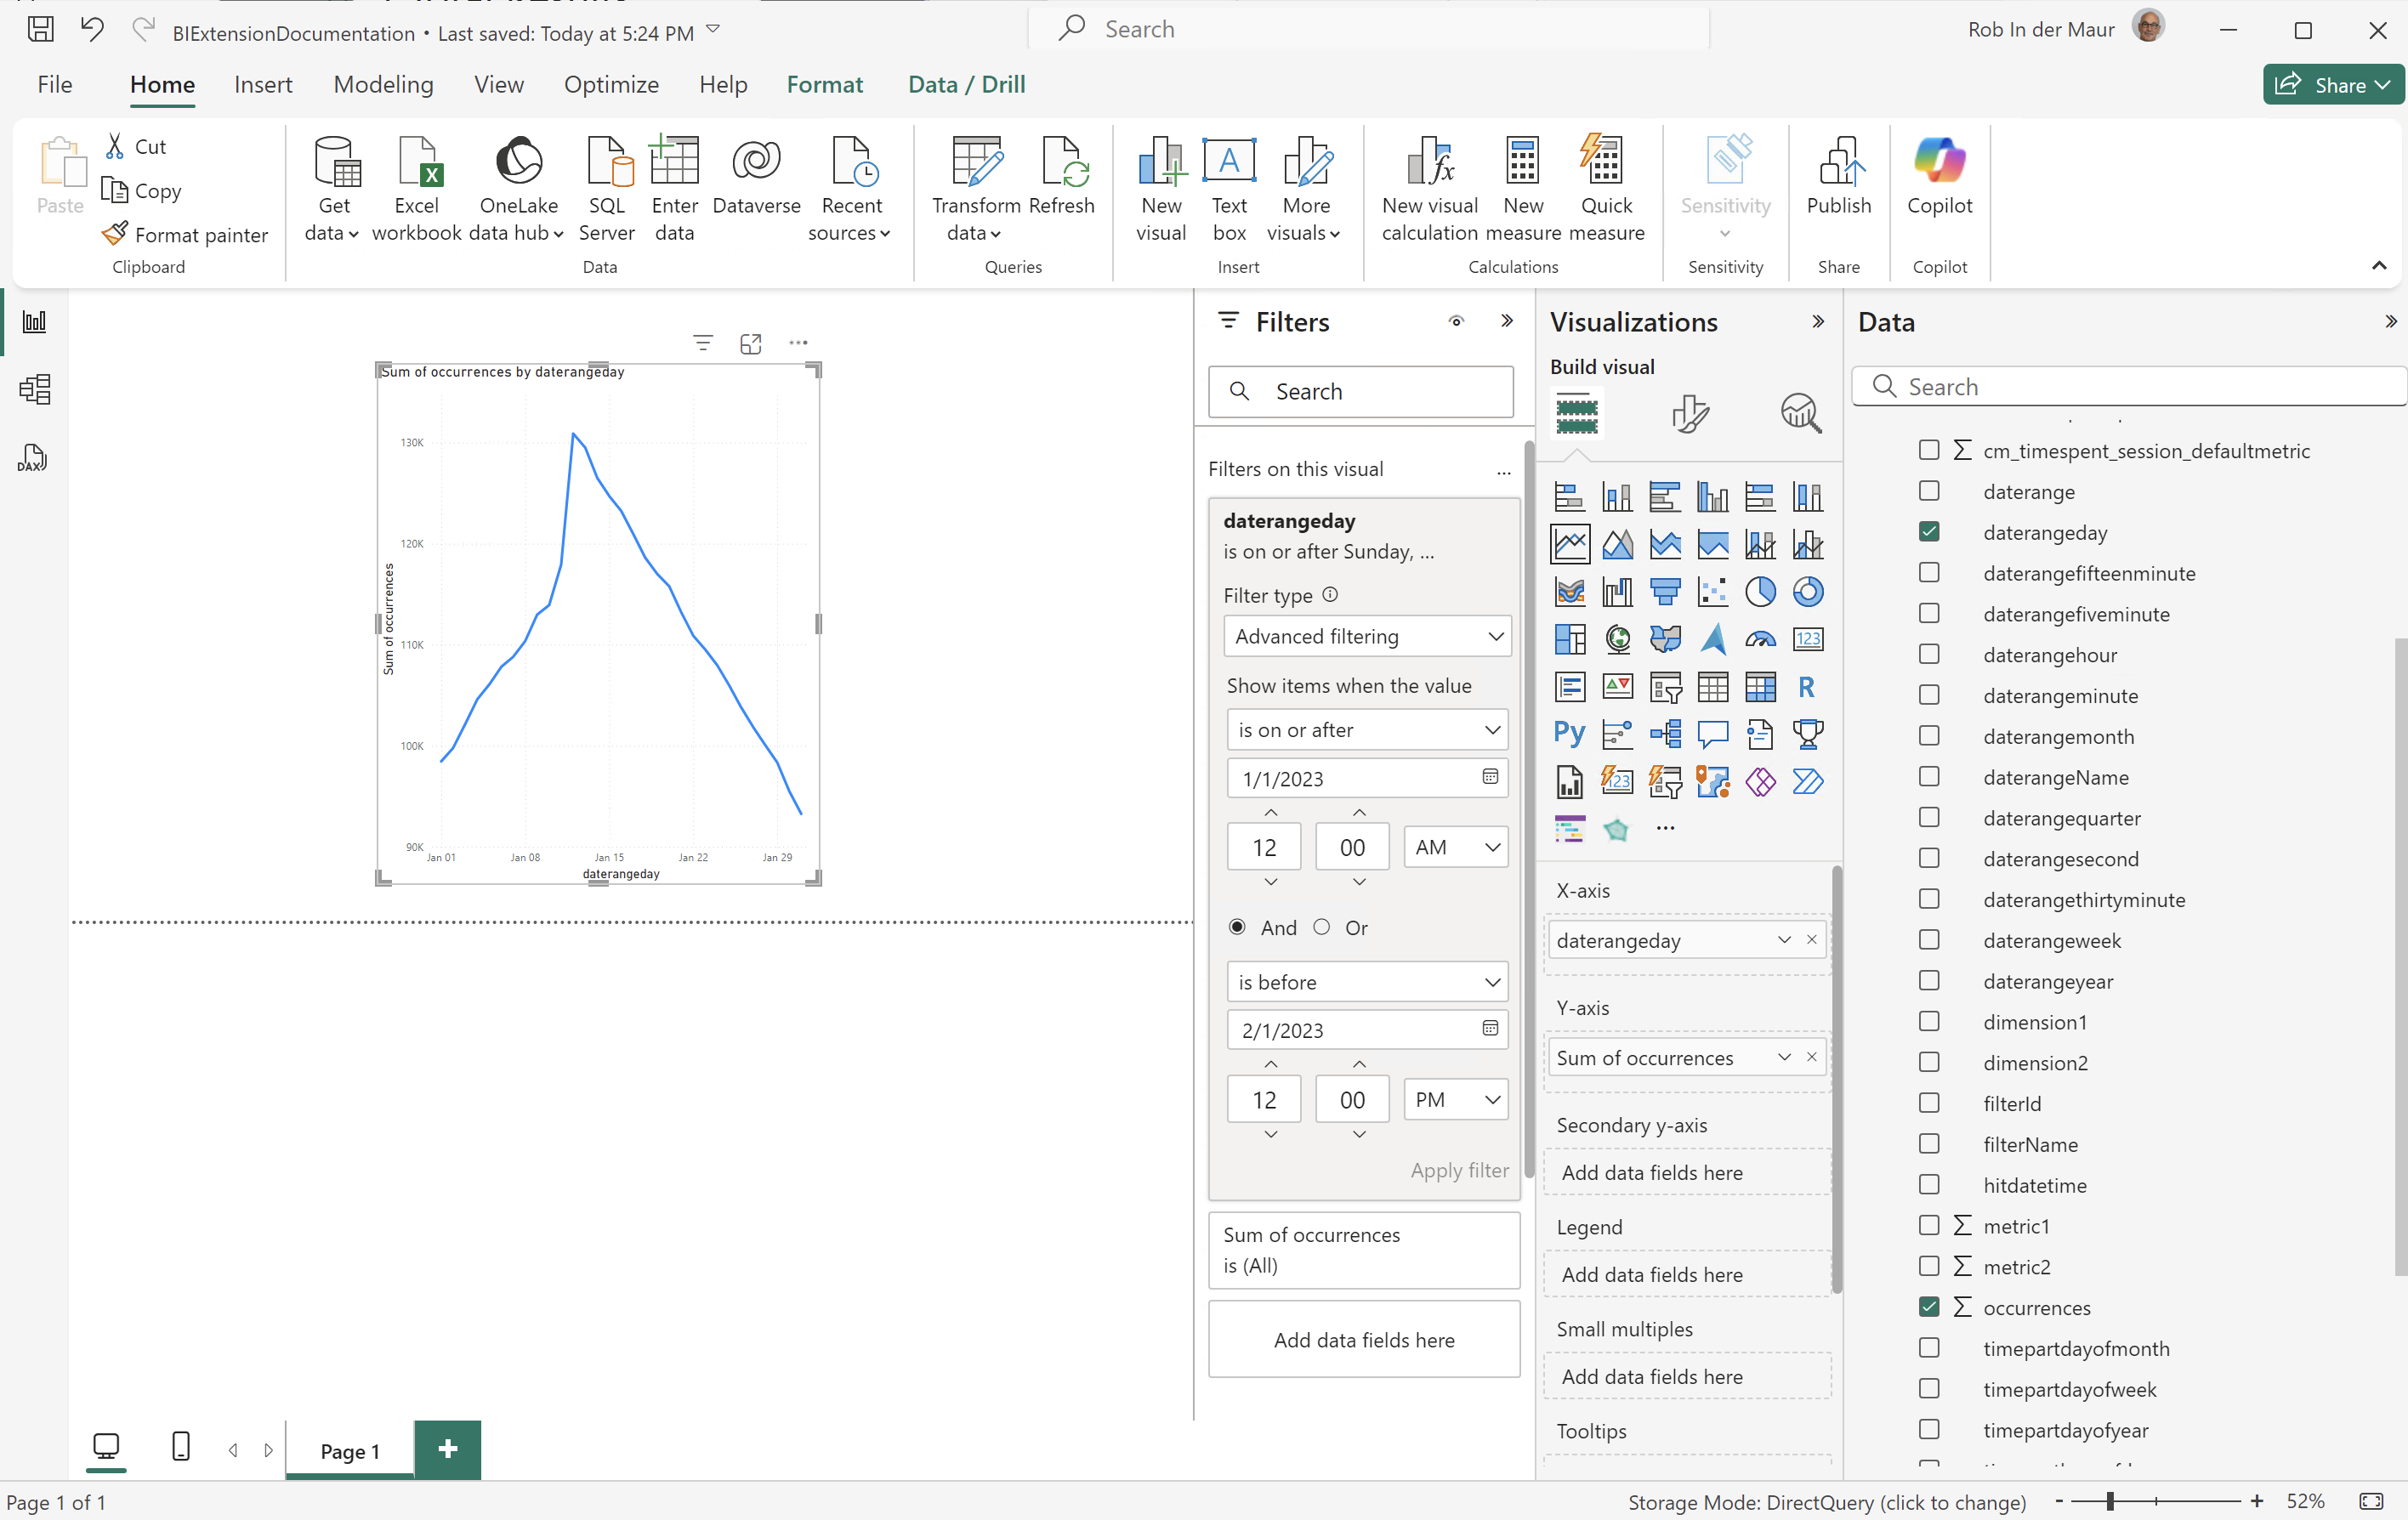 BIExtensionDocumentation • Last saved: Today at 5:24 PM
Search
Rob In der Maur
File
Home
Insert
Modeling
View
Optimize
Help
Format
Data / Drill
Share
Paste
Cut
Copy
Format painter
Clipboard
Get data
Excel workbook
OneLake data hub
SQL Server
Enter data
Dataverse
Recent sources
Data
Transform data
Refresh
Queries
New visual
Text box
More visuals
Insert
New visual calculation
New measure
Quick measure
Calculations
Sensitivity
Sensitivity
Publish
Share
Copilot
Copilot
DAX
Sum of occurrences by daterangeday
Sum of occurrences
130K
120K
110K
100K
90K
Jan 01
Jan 08
Jan 15
Jan 22
Jan 29
daterangeday
Filters
Search
Filters on this visual
daterangeday
is on or after Sunday, ...
Filter type
Advanced filtering
Show items when the value
is on or after
1/1/2023
12
00
AM
And
Or
is before
2/1/2023
12
00
PM
Apply filter
Sum of occurrences
is (All)
Add data fields here
Visualizations
Build visual
123
R
Py
123
X-axis
daterangeday
Y-axis
Sum of occurrences
Secondary y-axis
Add data fields here
Legend
Add data fields here
Small multiples
Add data fields here
Tooltips
Data
Search
cm_timespent_session_defaultmetric
daterange
daterangeday
daterangefifteenminute
daterangefiveminute
daterangehour
daterangeminute
daterangemonth
daterangeName
daterangequarter
daterangesecond
daterangethirtyminute
daterangeweek
daterangeyear
dimension1
dimension2
filterId
filterName
hitdatetime
metric1
metric2
occurrences
timepartdayofmonth
timepartdayofweek
timepartdayofyear
Page 1
Page 1 of 1
Storage Mode: DirectQuery (click to change)
52%